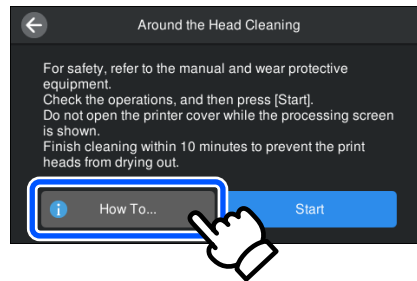 Around the Head Cleaning
For safety, refer to the manual and wear protective
equipment.
Check the operations, and then press [Start].
Do not open the printer cover while the processing screen
is shown.
Finish cleaning within 10 minutes to prevent the print
heads from drying out.
i How To... Start